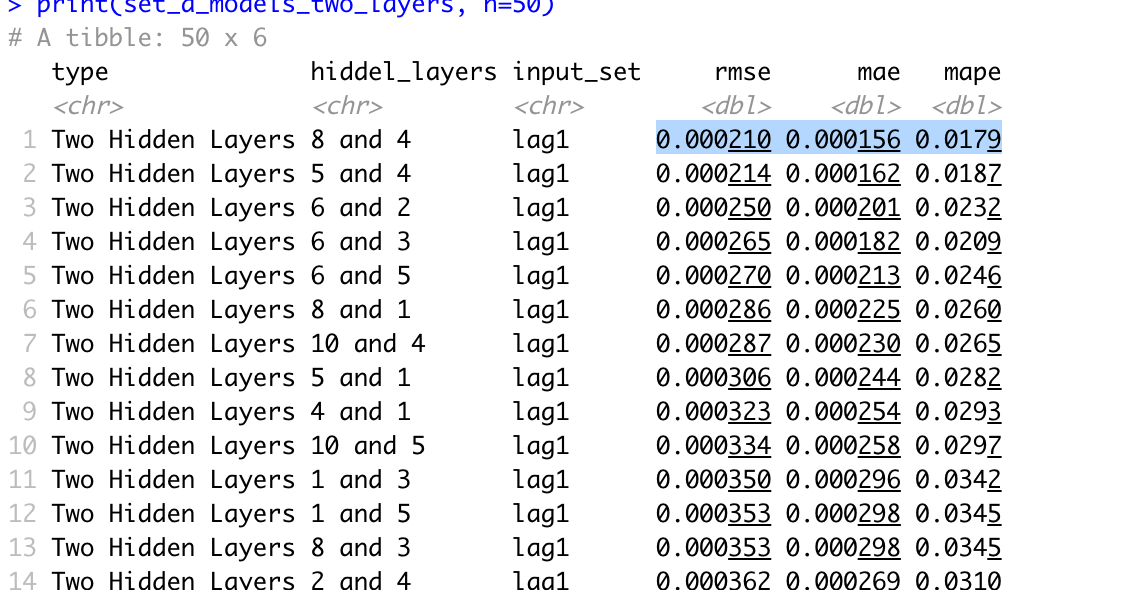 > print(set_a_models_two_layers, n=50)
# A tibble: 50 x 6
type hiddel_layers input_set rmse mae mape
<chr> <chr> <chr> <dbl> <dbl> <dbl>
1 Two Hidden Layers 8 and 4 lag1 0.000210 0.000156 0.0179
2 Two Hidden Layers 5 and 4 lag1 0.000214 0.000162 0.0187
3 Two Hidden Layers 6 and 2 lag1 0.000250 0.000201 0.0232
4 Two Hidden Layers 6 and 3 lag1 0.000265 0.000182 0.0209
5 Two Hidden Layers 6 and 5 lag1 0.000270 0.000213 0.0246
6 Two Hidden Layers 8 and 1 lag1 0.000286 0.000225 0.0260
7 Two Hidden Layers 10 and 4 lag1 0.000287 0.000230 0.0265
8 Two Hidden Layers 5 and 1 lag1 0.000306 0.000244 0.0282
9 Two Hidden Layers 4 and 1 lag1 0.000323 0.000254 0.0293
10 Two Hidden Layers 10 and 5 lag1 0.000334 0.000258 0.0297
11 Two Hidden Layers 1 and 3 lag1 0.000350 0.000296 0.0342
12 Two Hidden Layers 1 and 5 lag1 0.000353 0.000298 0.0345
13 Two Hidden Layers 8 and 3 lag1 0.000353 0.000298 0.0345
14 Two Hidden Layers 2 and 4 lag1 0.000362 0.000269 0.0310